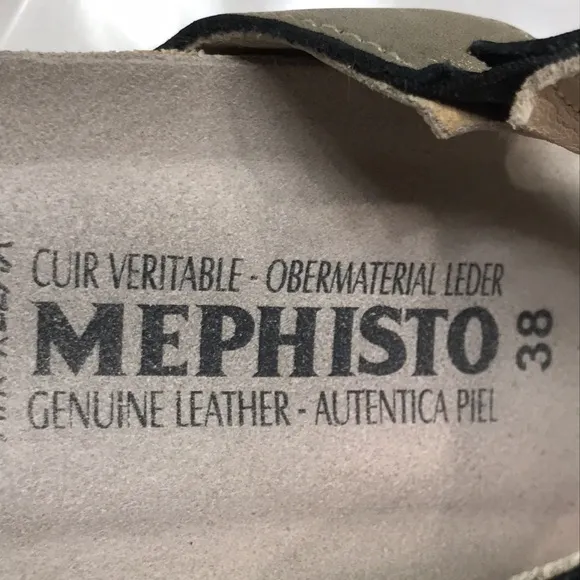 CUIR VERITABLE - OBERMATERIAL LEDER
MEPHISTO
38
GENUINE LEATHER - AUTENTICA PIEL